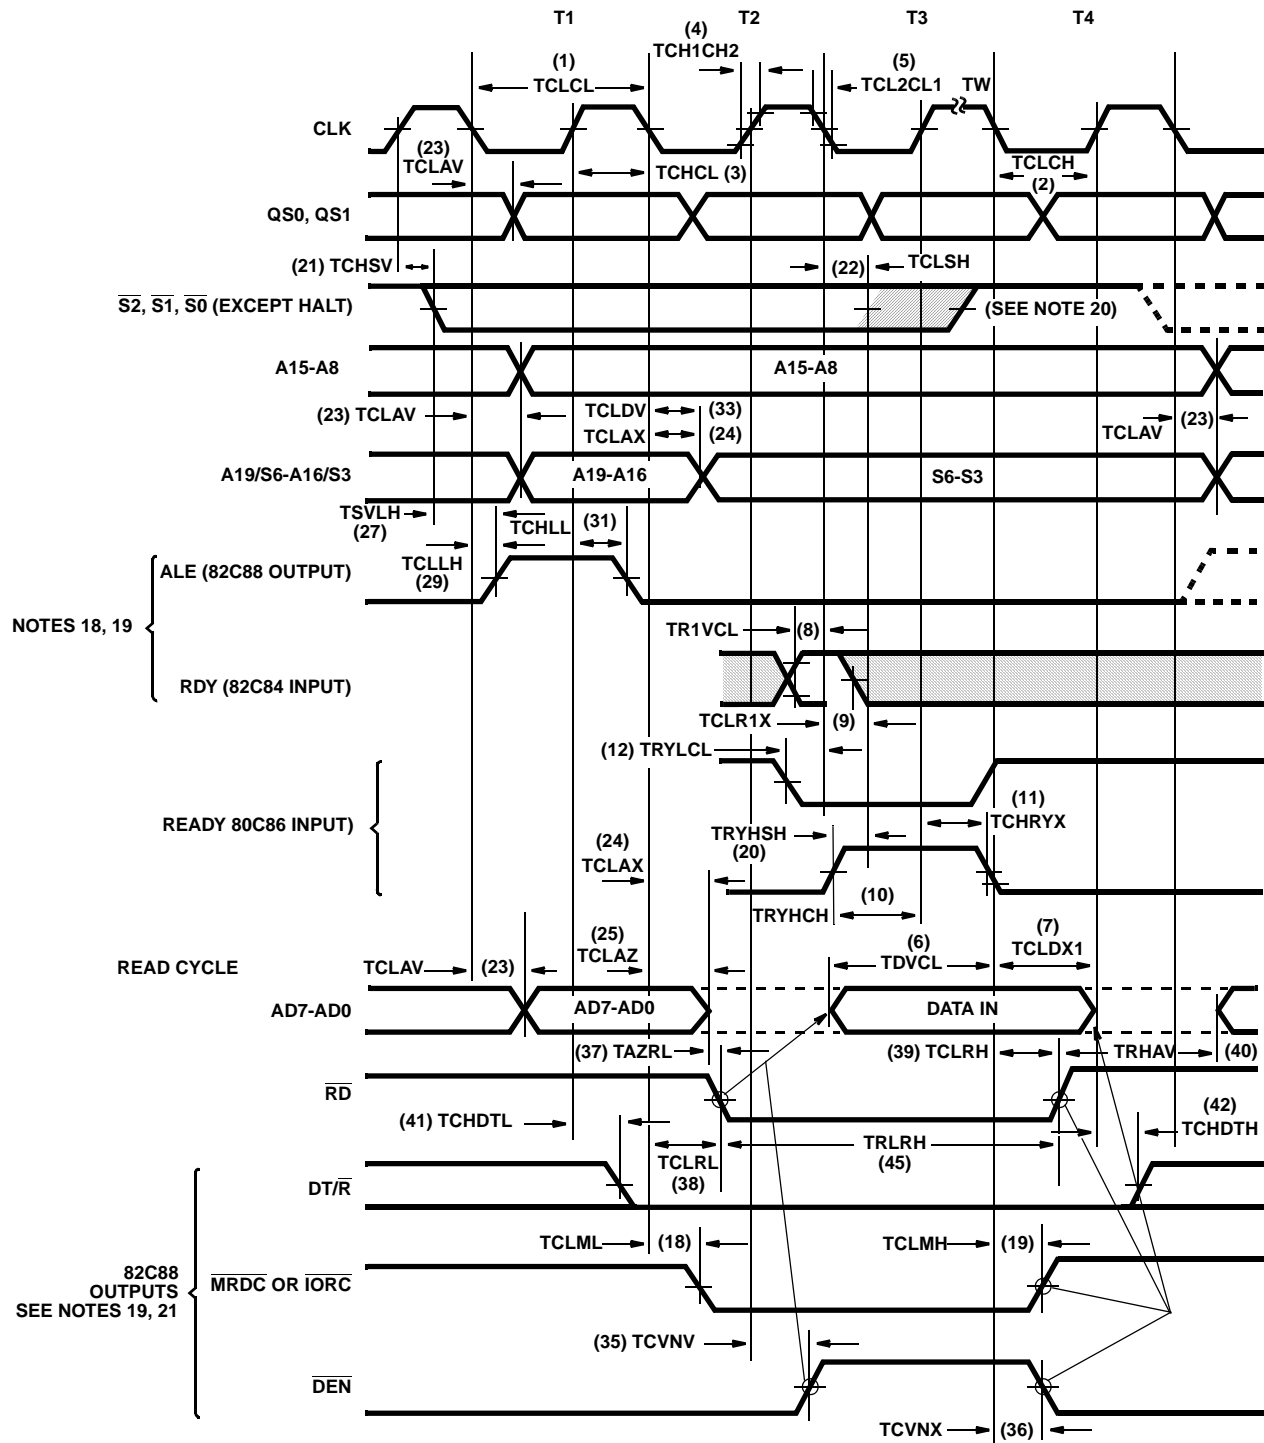 T1 T2 T3 T4
(4)
TCH1CH2
(1)
TCLCL
(5)
TCL2CL1
TW
CLK
(23)
TCLAV
TCHCL (3)
TCLCH
(2)
QS0, QS1
(21) TCHSV
(22)
TCLSH
S2, S1, S0 (EXCEPT HALT)
(SEE NOTE 20)
A15-A8
A15-A8
(23) TCLAV
TCLDV
(33)
TCLAX
(24)
TCLAV
(23)
A19/S6-A16/S3
A19-A16
S6-S3
TSVLH
(27)
TCHLL
(31)
TCLLH
(29)
ALE (82C88 OUTPUT)
NOTES 18, 19
TR1VCL
(8)
RDY (82C84 INPUT)
TCLR1X
(9)
(12) TRYLCL
READY 80C86 INPUT)
(11)
TCHRYX
TRYHSH
(20)
(24)
TCLAX
(10)
TRYHCH
READ CYCLE
TCLAV
(23)
(25)
TCLAZ
(6)
TDVCL
(7)
TCLDX1
AD7-AD0
AD7-AD0
DATA IN
(37) TAZRL
(39) TCLRH
TRHAV
(40)
RD
(41) TCHDTL
(42)
TCHDTH
TCLRL
(38)
TRLRH
(45)
DT/R
TCLML
(18)
TCLMH
(19)
82C88
OUTPUTS
SEE NOTES 19, 21
MRDC OR IORC
(35) TCVNV
DEN
TCVNX
(36)